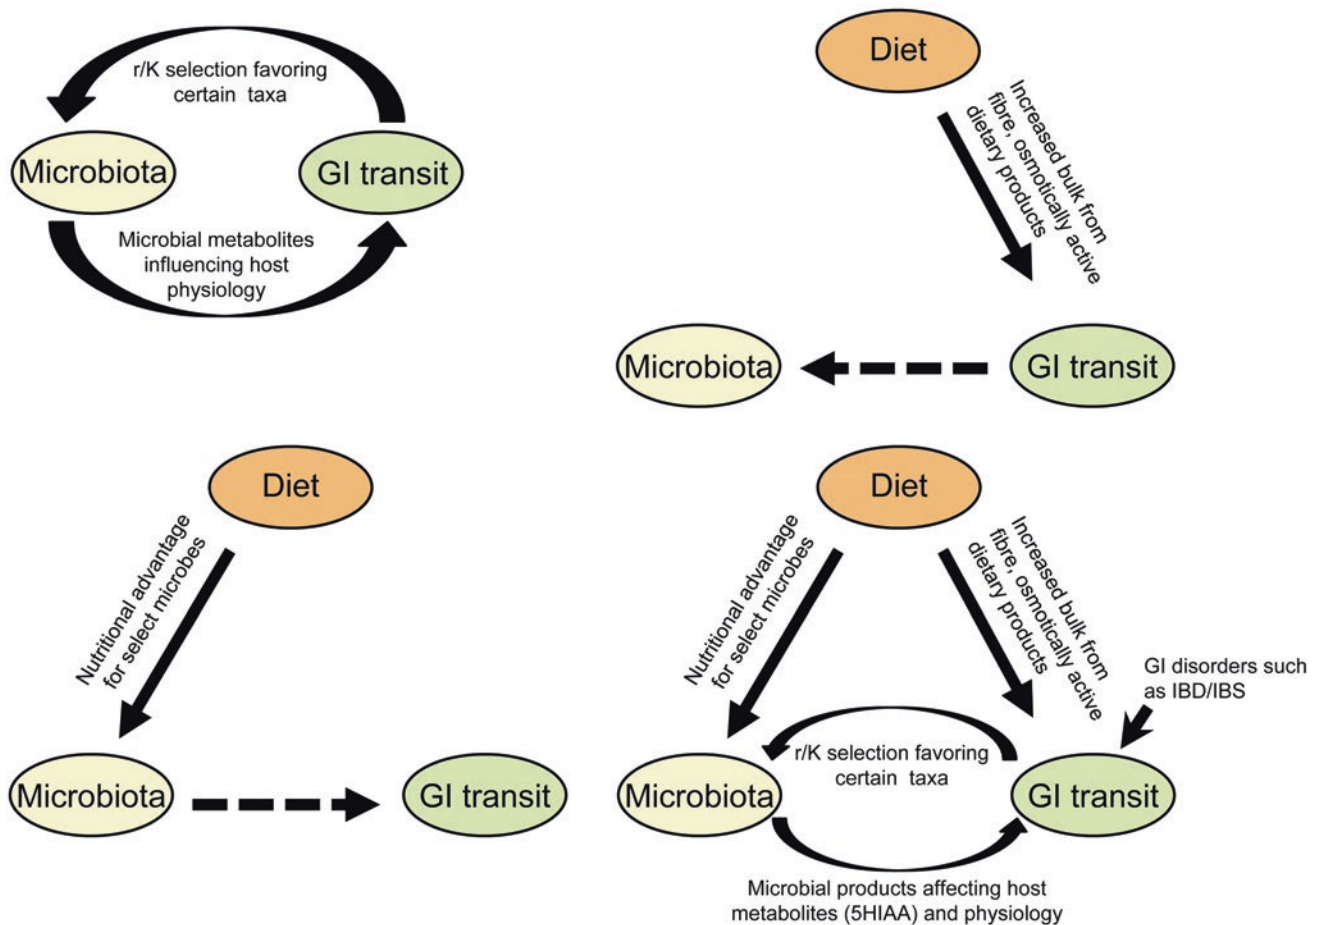 r/K selection favoring
certain taxa
Microbiota
GI transit
Microbial metabolites
influencing host
physiology
Diet
Increased bulk from
fibre, osmotically active
dietary products
Microbiota
GI transit
Diet
Nutritional advantage
for select microbes
Microbiota
GI transit
Diet
Nutritional advantage
for select microbes
Increased bulk from
fibre, osmotically active
dietary products
GI disorders such
as IBD/IBS
r/K selection favoring
certain taxa
Microbiota
GI transit
Microbial products affecting host
metabolites (5HIAA) and physiology